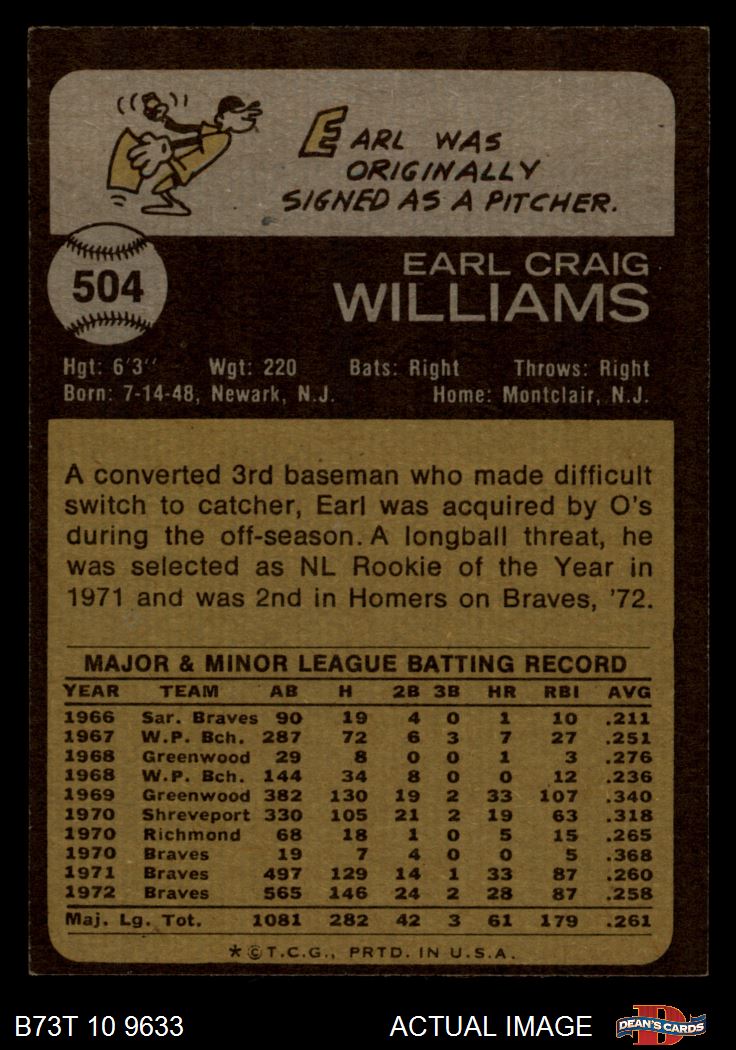 EARL WAS
ORIGINALLY
SIGNED AS A PITCHER.
504
EARL CRAIG
WILLIAMS
Hgt: 6'3" Wgt: 220 Bats: Right Throws: Right
Born: 7-14-48, Newark, N.J. Home: Montclair, N.J.
A converted 3rd baseman who made difficult
switch to catcher, Earl was acquired by O's
during the off-season. A longball threat, he
was selected as NL Rookie of the Year in
1971 and was 2nd in Homers on Braves, '72.
MAJOR & MINOR LEAGUE BATTING RECORD
YEAR TEAM AB H 2B 3B HR RBI AVG
1966 Sar. Braves 90 19 4 0 1 10 .211
1967 W.P. Bch. 287 72 6 3 7 27 .251
1968 Greenwood 29 8 0 0 1 3 .276
1968 W.P. Bch. 144 34 8 0 0 12 .236
1969 Greenwood 382 130 19 2 33 107 .340
1970 Shreveport 330 105 21 2 19 63 .318
1970 Richmond 68 18 1 0 5 15 .265
1970 Braves 19 7 4 0 0 5 .368
1971 Braves 497 129 14 1 33 87 .260
1972 Braves 565 146 24 2 28 87 .258
Maj. Lg. Tot. 1081 282 42 3 61 179 .261
*©T.C.G., PRTD. IN U.S.A.
B73T 10 9633 ACTUAL IMAGE D DEAN'S CARDS